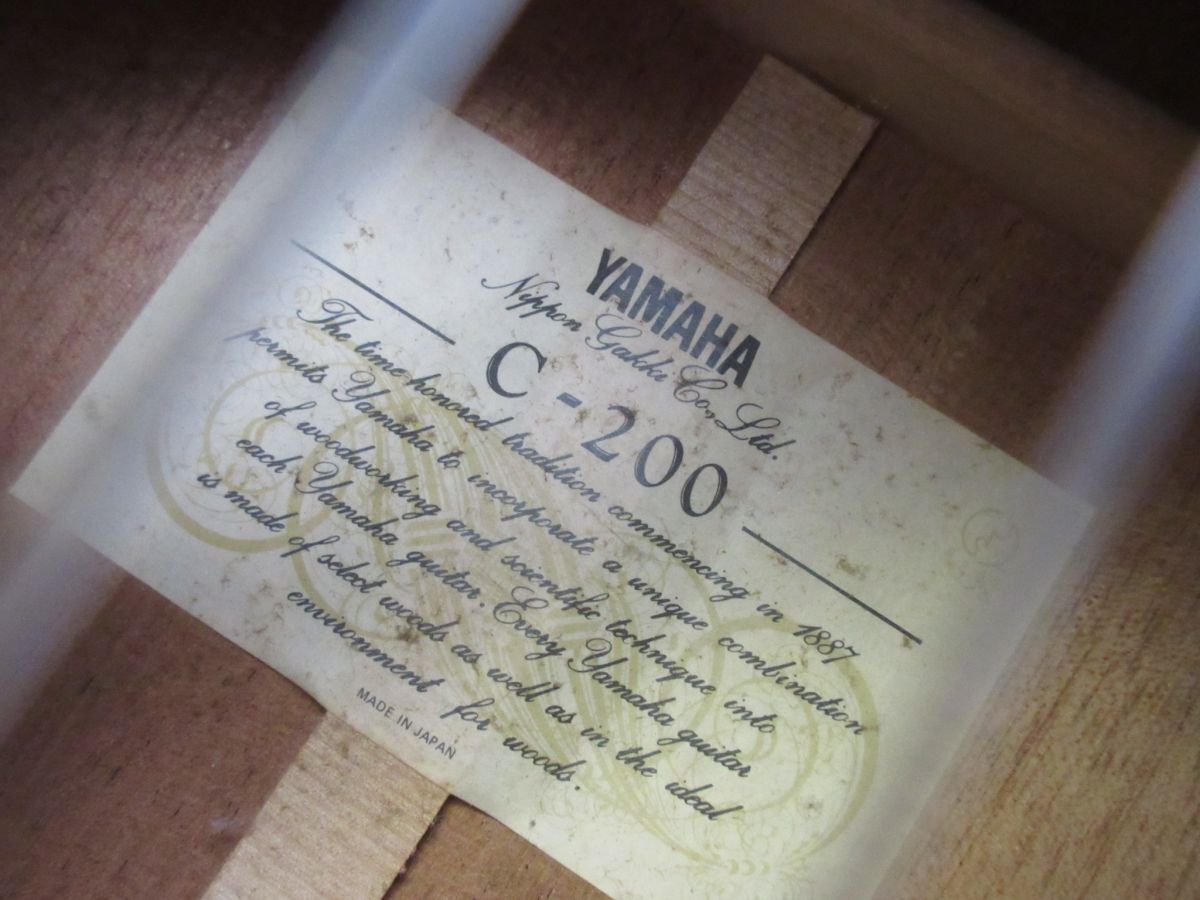 YAMAHA
Nippon Gakki Co., Ltd.
C-200
The time-honored tradition commencing in 1887
permits Yamaha to incorporate a unique combination
of woodworking and scientific technique into
each Yamaha guitar. Every Yamaha guitar
is made of select woods as well as in the ideal
environment for woods.
MADE IN JAPAN